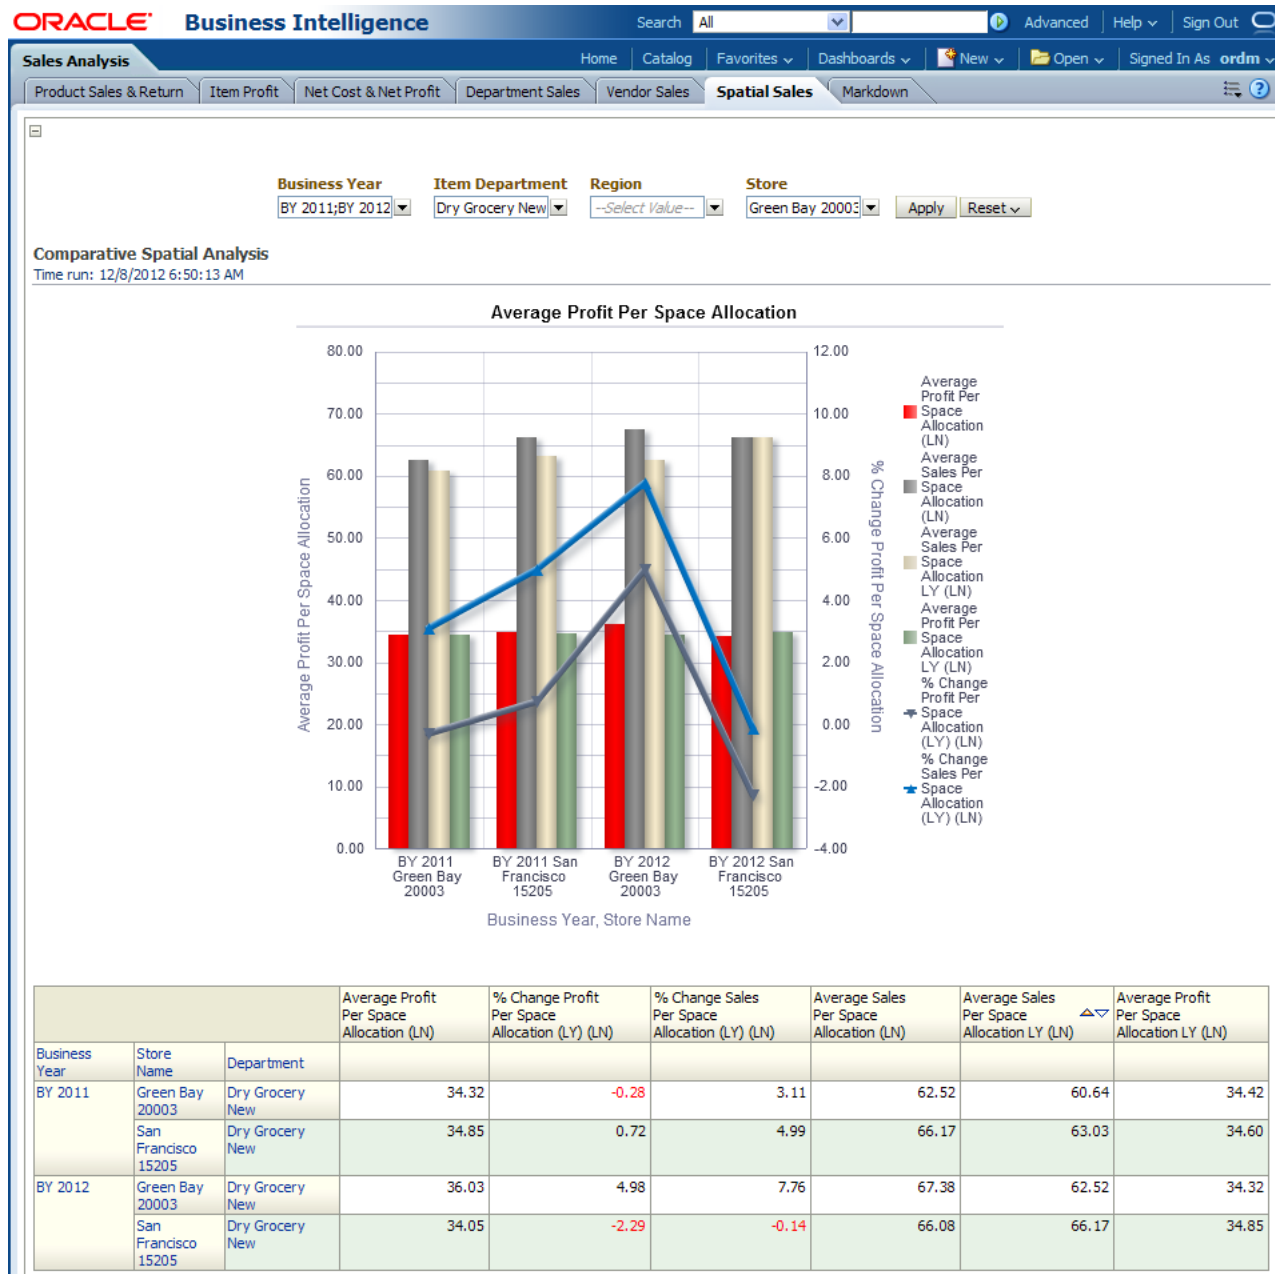 ORACLE Business Intelligence Search All Advanced Help Sign Out
Sales Analysis Home Catalog Favorites Dashboards New Open Signed In As ordm
Product Sales & Return Item Profit Net Cost & Net Profit Department Sales Vendor Sales Spatial Sales Markdown
Business Year Item Department Region Store
BY 2011;BY 2012 Dry Grocery New --Select Value-- Green Bay 20003 Apply Reset
Comparative Spatial Analysis
Time run: 12/8/2012 6:50:13 AM
Average Profit Per Space Allocation
Average Profit Per Space Allocation
80.00
70.00
60.00
50.00
40.00
30.00
20.00
10.00
0.00
12.00
10.00
8.00
6.00
4.00
2.00
0.00
-2.00
-4.00
% Change Profit Per Space Allocation
BY 2011
Green Bay
20003
BY 2011 San
Francisco
15205
BY 2012
Green Bay
20003
BY 2012 San
Francisco
15205
Business Year, Store Name
Average
Profit Per
Space
Allocation
(LN)
Average
Sales Per
Space
Allocation
(LN)
Average
Sales Per
Space
Allocation
LY (LN)
Average
Profit Per
Space
Allocation
LY (LN)
% Change
Profit Per
Space
Allocation
(LY) (LN)
% Change
Sales Per
Space
Allocation
(LY) (LN)
Average Profit
Per Space
Allocation (LN)
% Change Profit
Per Space
Allocation (LY) (LN)
% Change Sales
Per Space
Allocation (LY) (LN)
Average Sales
Per Space
Allocation (LN)
Average Sales
Per Space
Allocation LY (LN)
Average Profit
Per Space
Allocation LY (LN)
Business
Year
Store
Name
Department
BY 2011
Green Bay
20003
Dry Grocery
New
34.32 -0.28 3.11 62.52 60.64 34.42
San
Francisco
15205
Dry Grocery
New
34.85 0.72 4.99 66.17 63.03 34.60
BY 2012
Green Bay
20003
Dry Grocery
New
36.03 4.98 7.76 67.38 62.52 34.32
San
Francisco
15205
Dry Grocery
New
34.05 -2.29 -0.14 66.08 66.17 34.85